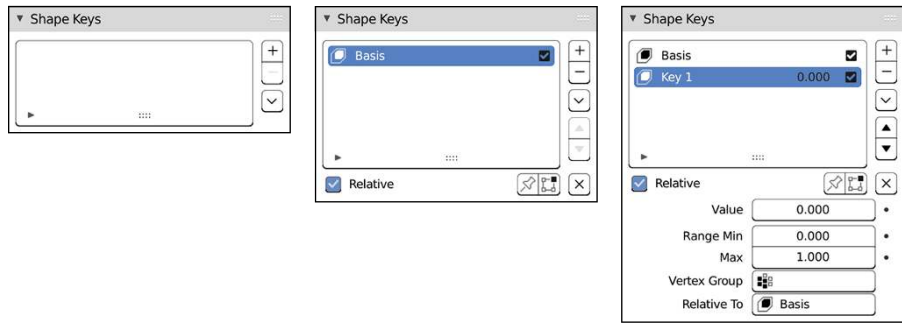 Shape Keys
Shape Keys
Basis
Relative
Shape Keys
Basis
Key 1 0.000
Relative
Value 0.000
Range Min 0.000
Max 1.000
Vertex Group
Relative To Basis